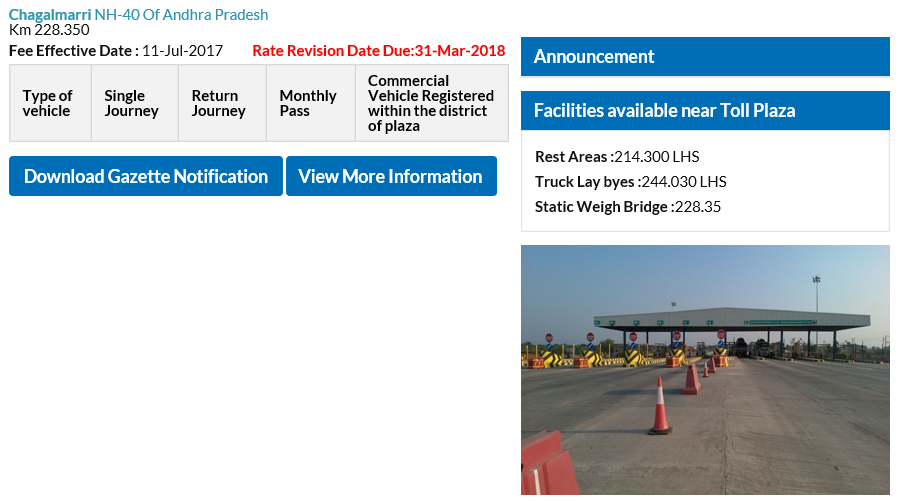 Chagalmarri NH-40 Of Andhra Pradesh
Km 228.350
Fee Effective Date : 11-Jul-2017 Rate Revision Date Due:31-Mar-2018
Type of vehicle
Single Journey
Return Journey
Monthly Pass
Commercial Vehicle Registered within the district of plaza
Download Gazette Notification
View More Information
Announcement
Facilities available near Toll Plaza
Rest Areas :214.300 LHS
Truck Lay byes :244.030 LHS
Static Weigh Bridge :228.35